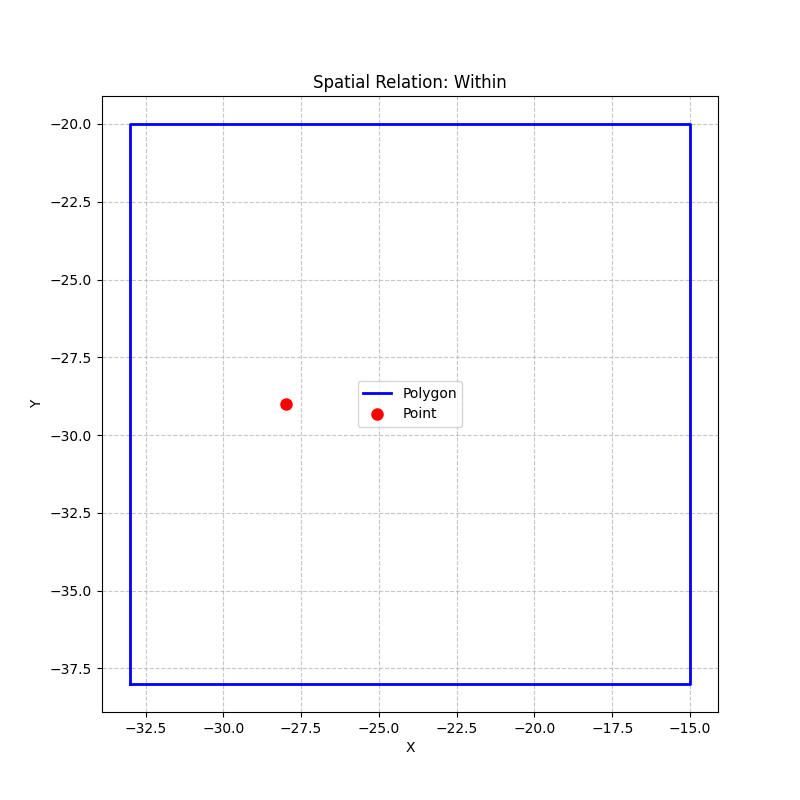 Spatial Relation: Within
Y
−20.0
−22.5
−25.0
−27.5
−30.0
−32.5
−35.0
−37.5
Polygon
Point
−32.5 −30.0 −27.5 −25.0 −22.5 −20.0 −17.5 −15.0
X